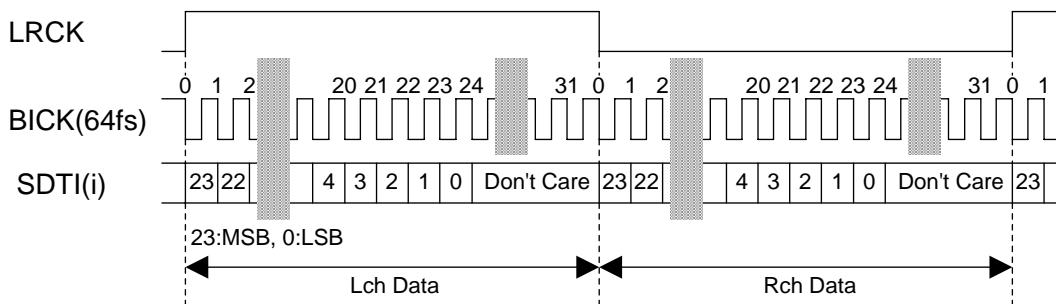 LRCK
0 1 2 20 21 22 23 24 31 0 1 2 20 21 22 23 24 31 0 1
BICK(64fs)
SDTI(i) 23 22 4 3 2 1 0 Don't Care 23 22 4 3 2 1 0 Don't Care 23
23:MSB, 0:LSB
Lch Data Rch Data